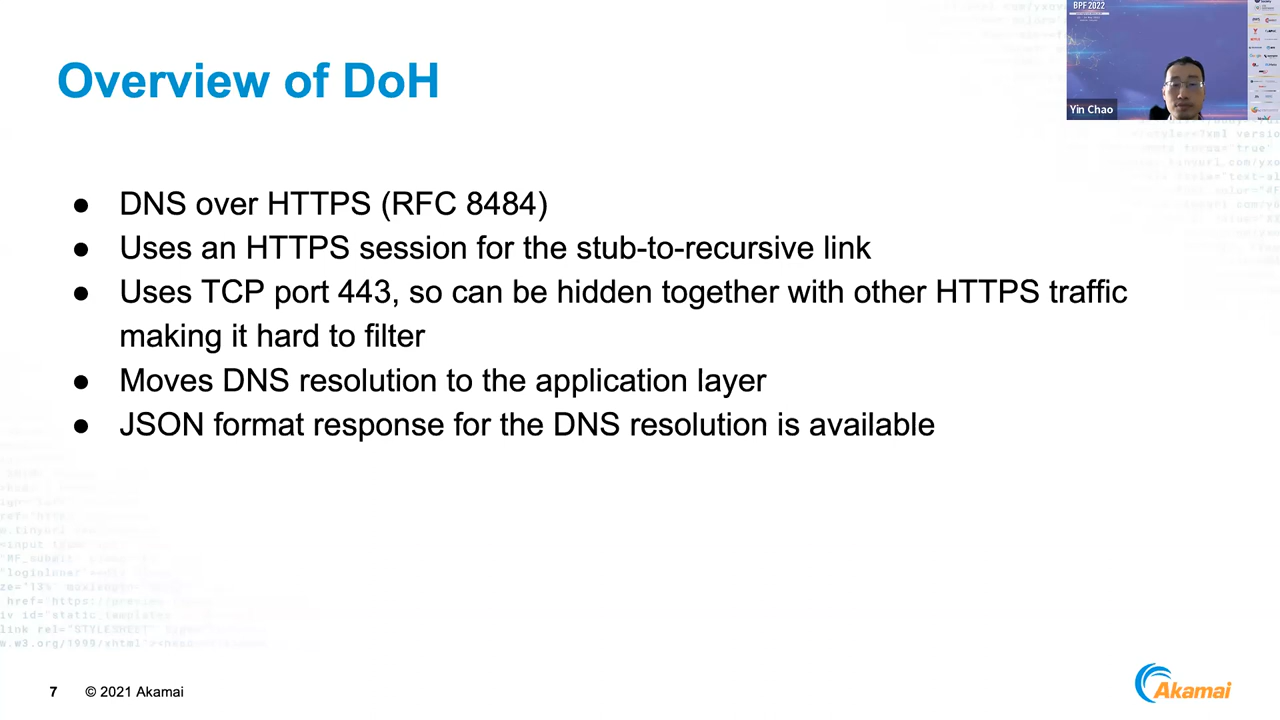 Overview of DoH
BPF 2022
Yin Chao
● DNS over HTTPS (RFC 8484)
● Uses an HTTPS session for the stub-to-recursive link
● Uses TCP port 443, so can be hidden together with other HTTPS traffic
making it hard to filter
● Moves DNS resolution to the application layer
● JSON format response for the DNS resolution is available
7 © 2021 Akamai
Akamai